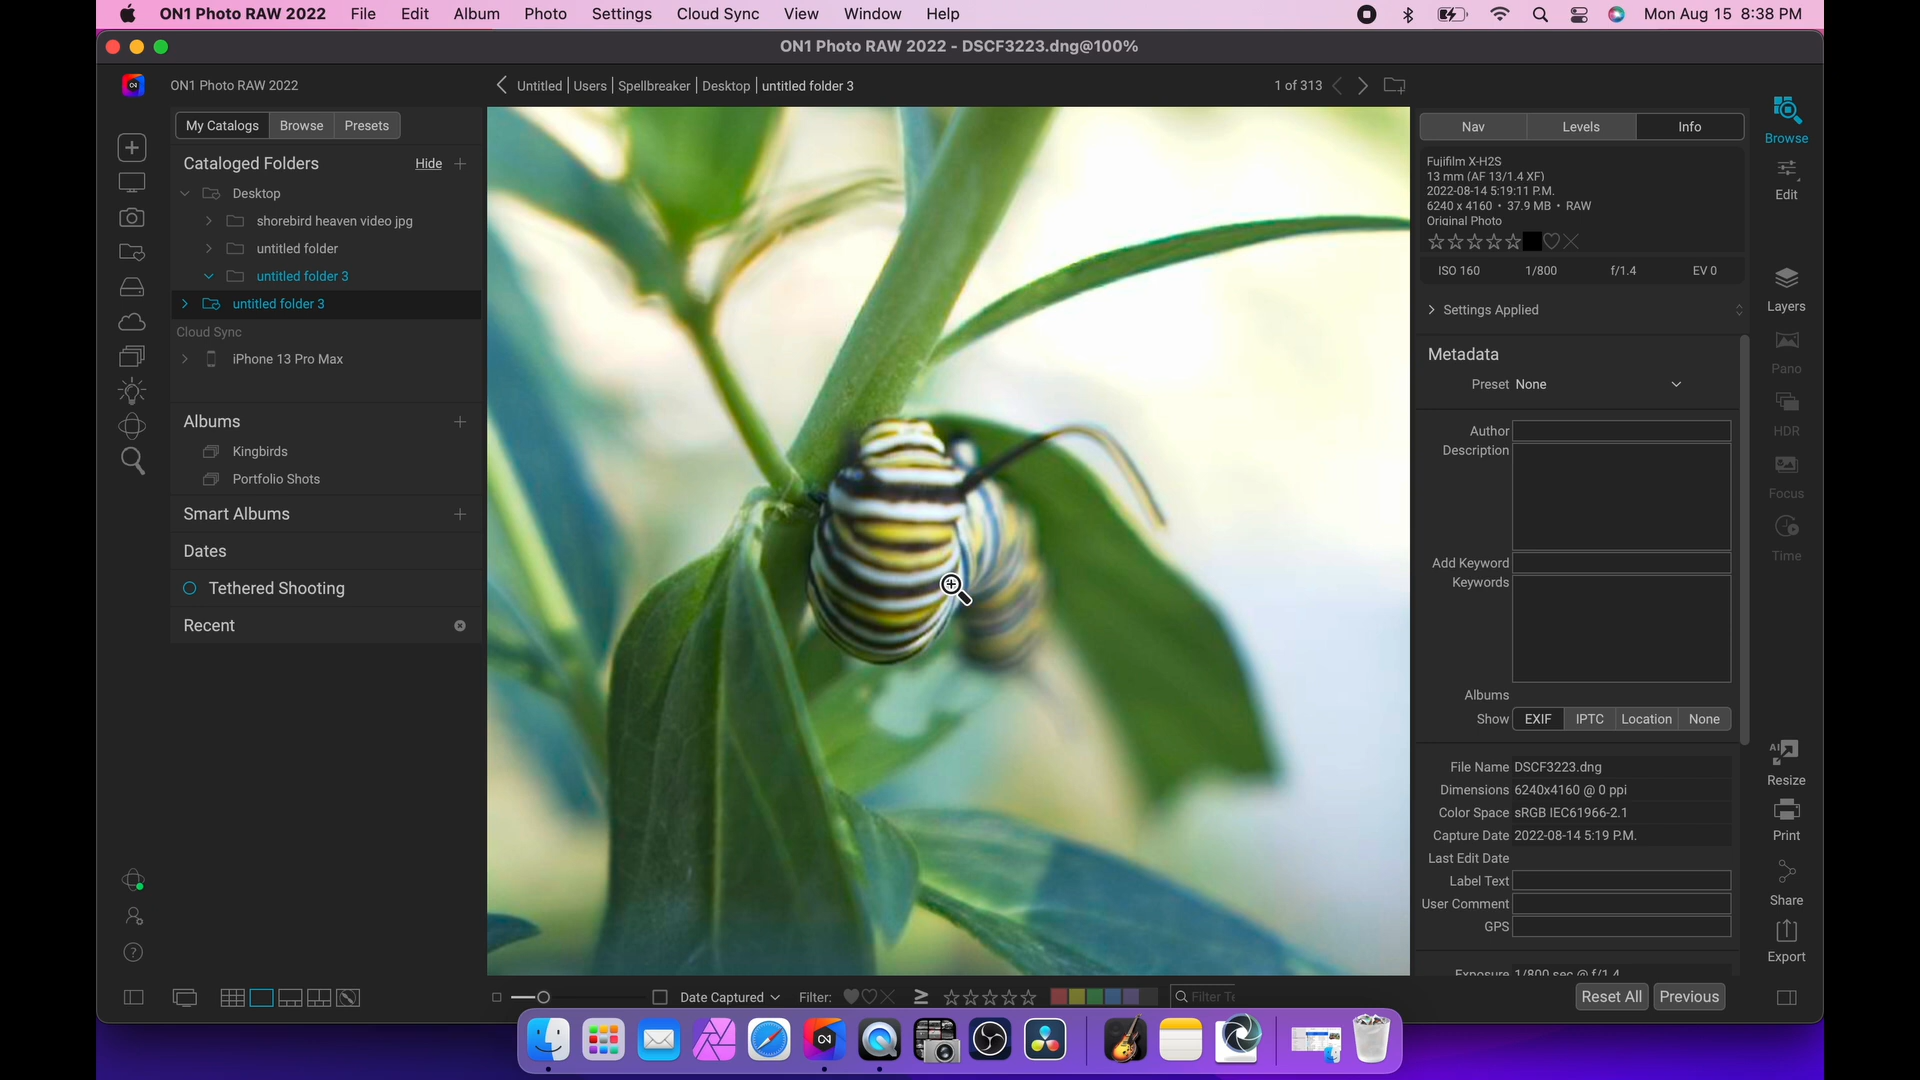 ON1 Photo RAW 2022 File Edit Album Photo Settings Cloud Sync View Window Help Mon Aug 15 8:38 PM
ON1 Photo RAW 2022 - DSCF3223.dng@100%
ON1 Photo RAW 2022
Untitled | Users | Spellbreaker | Desktop | untitled folder 3
1 of 313
My Catalogs Browse Presets
Cataloged Folders Hide
Desktop
shorebird heaven video jpg
untitled folder
untitled folder 3
untitled folder 3
Cloud Sync
iPhone 13 Pro Max
Albums
Kingbirds
Portfolio Shots
Smart Albums
Dates
Tethered Shooting
Recent
Nav Levels Info
Fujifilm X-H2S
13 mm (AF 13/1.4 XF)
2022-08-14 5:19:11 P.M.
6240 x 4160 • 37.9 MB • RAW
Original Photo
ISO 160 1/800 f/1.4 EV 0
Settings Applied
Metadata
Preset None
Author
Description
Add Keyword
Keywords
Albums
Show EXIF IPTC Location None
File Name DSCF3223.dng
Dimensions 6240x4160 @ 0 ppi
Color Space sRGB IEC61966-2.1
Capture Date 2022-08-14 5:19 P.M.
Last Edit Date
Label Text
User Comment
GPS
Exposure 1/800 sec @ f/1.4
Browse
Edit
Layers
Pano
HDR
Focus
Time
AI
Resize
Print
Share
Export
Date Captured Filter: Filter Te
Reset All Previous